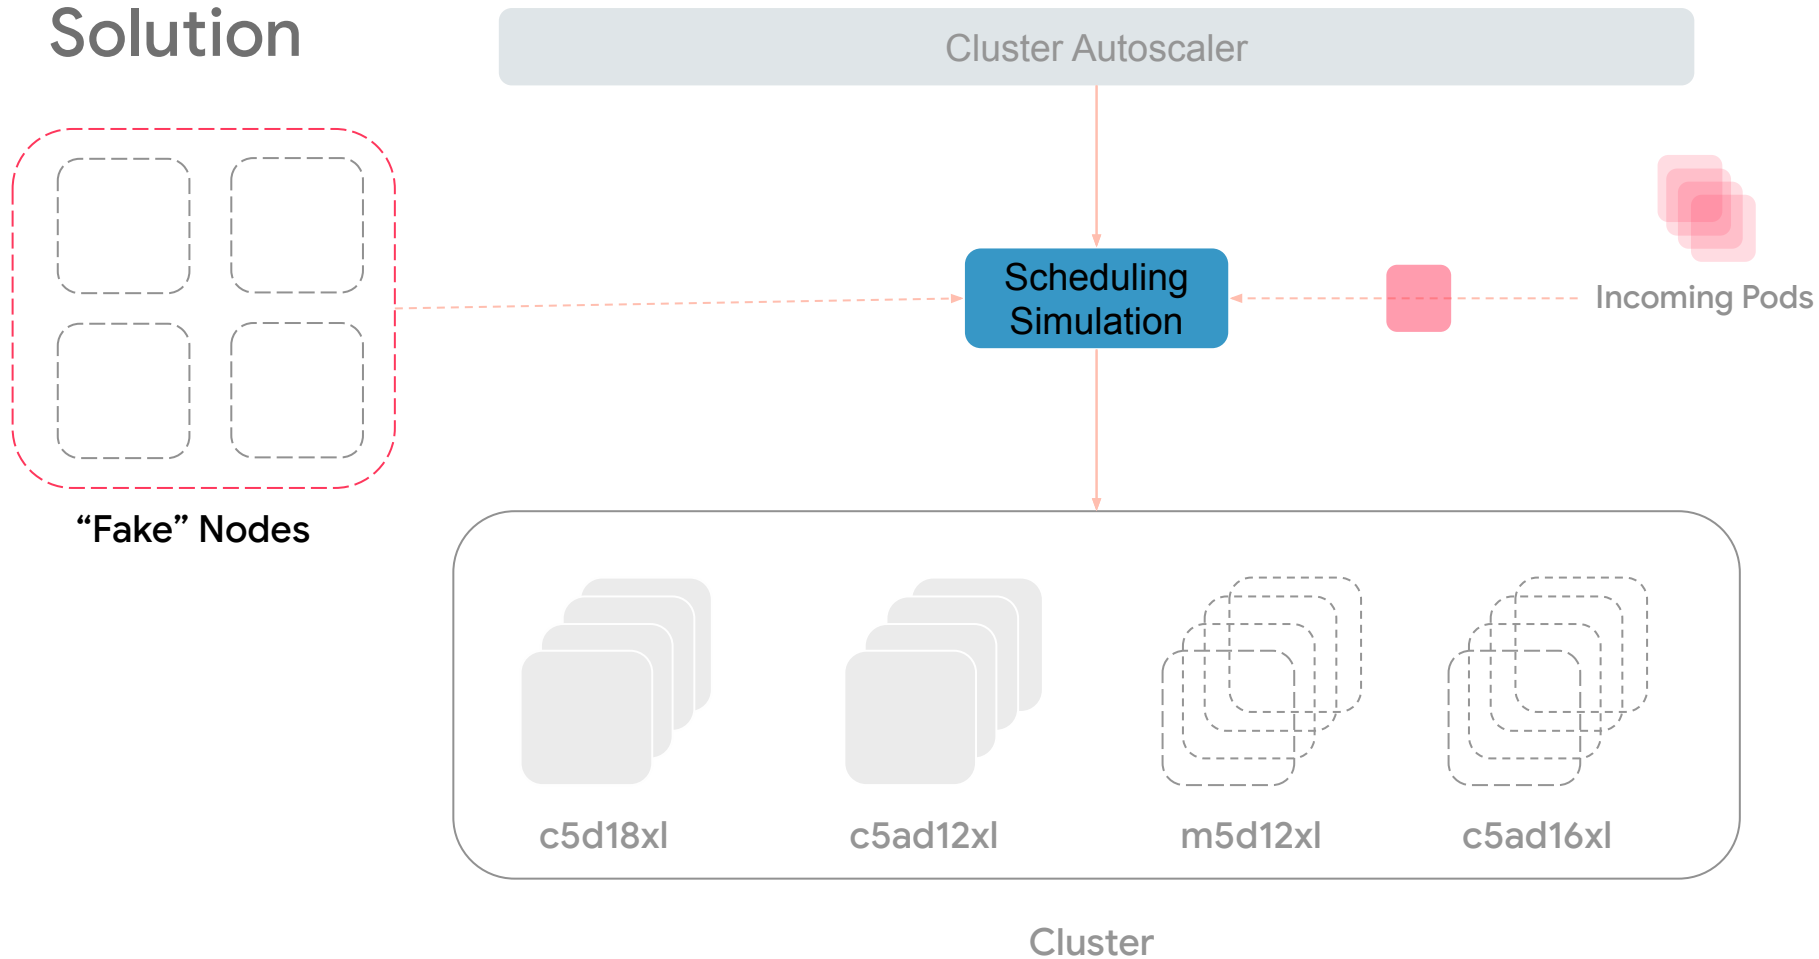 Solution
Cluster Autoscaler
Scheduling
Simulation
Incoming Pods
“Fake” Nodes
c5d18xl
c5ad12xl
m5d12xl
c5ad16xl
Cluster